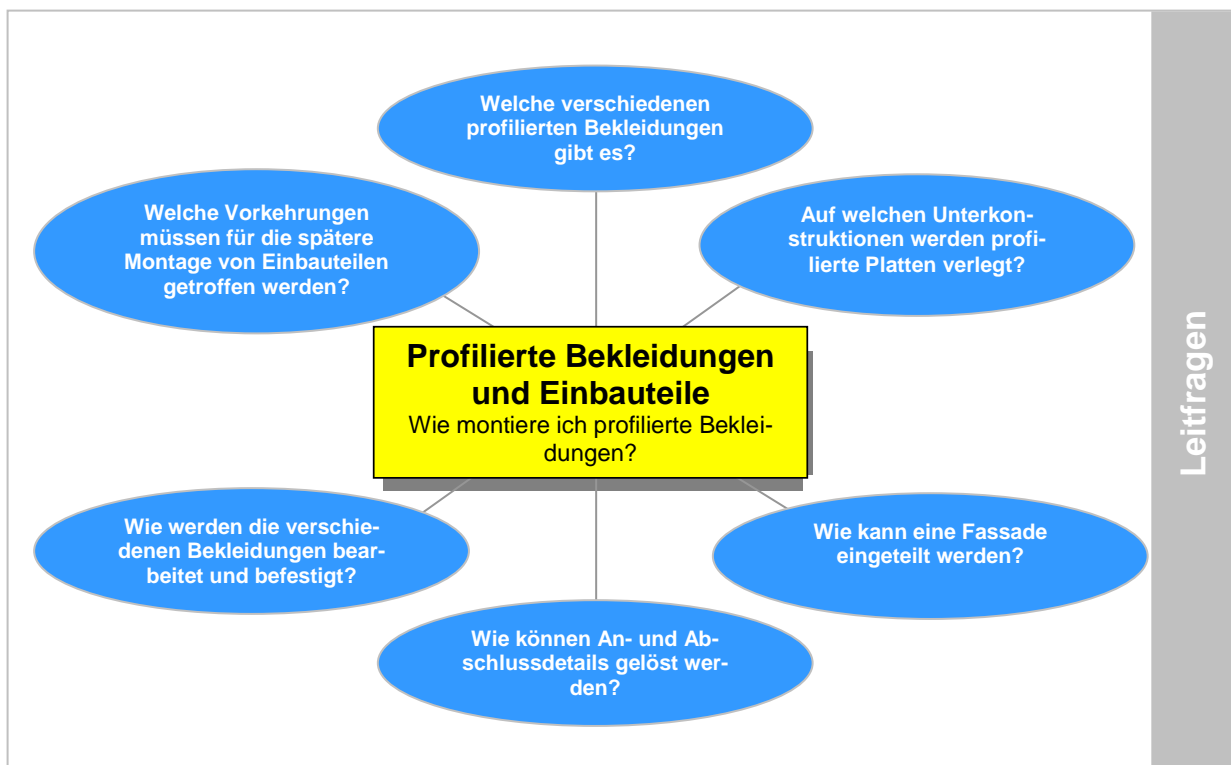 Welche verschiedenen
profilierten Bekleidungen
gibt es?
Welche Vorkehrungen
müssen für die spätere
Montage von Einbauteilen
getroffen werden?
Auf welchen Unterkon-
struktionen werden profi-
lierte Platten verlegt?
Profilierte Bekleidungen
und Einbauteile
Wie montiere ich profilierte Beklei-
dungen?
Wie werden die verschie-
denen Bekleidungen bear-
beitet und befestigt?
Wie kann eine Fassade
eingeteilt werden?
Wie können An- und Ab-
schlussdetails gelöst wer-
den?
Leitfragen